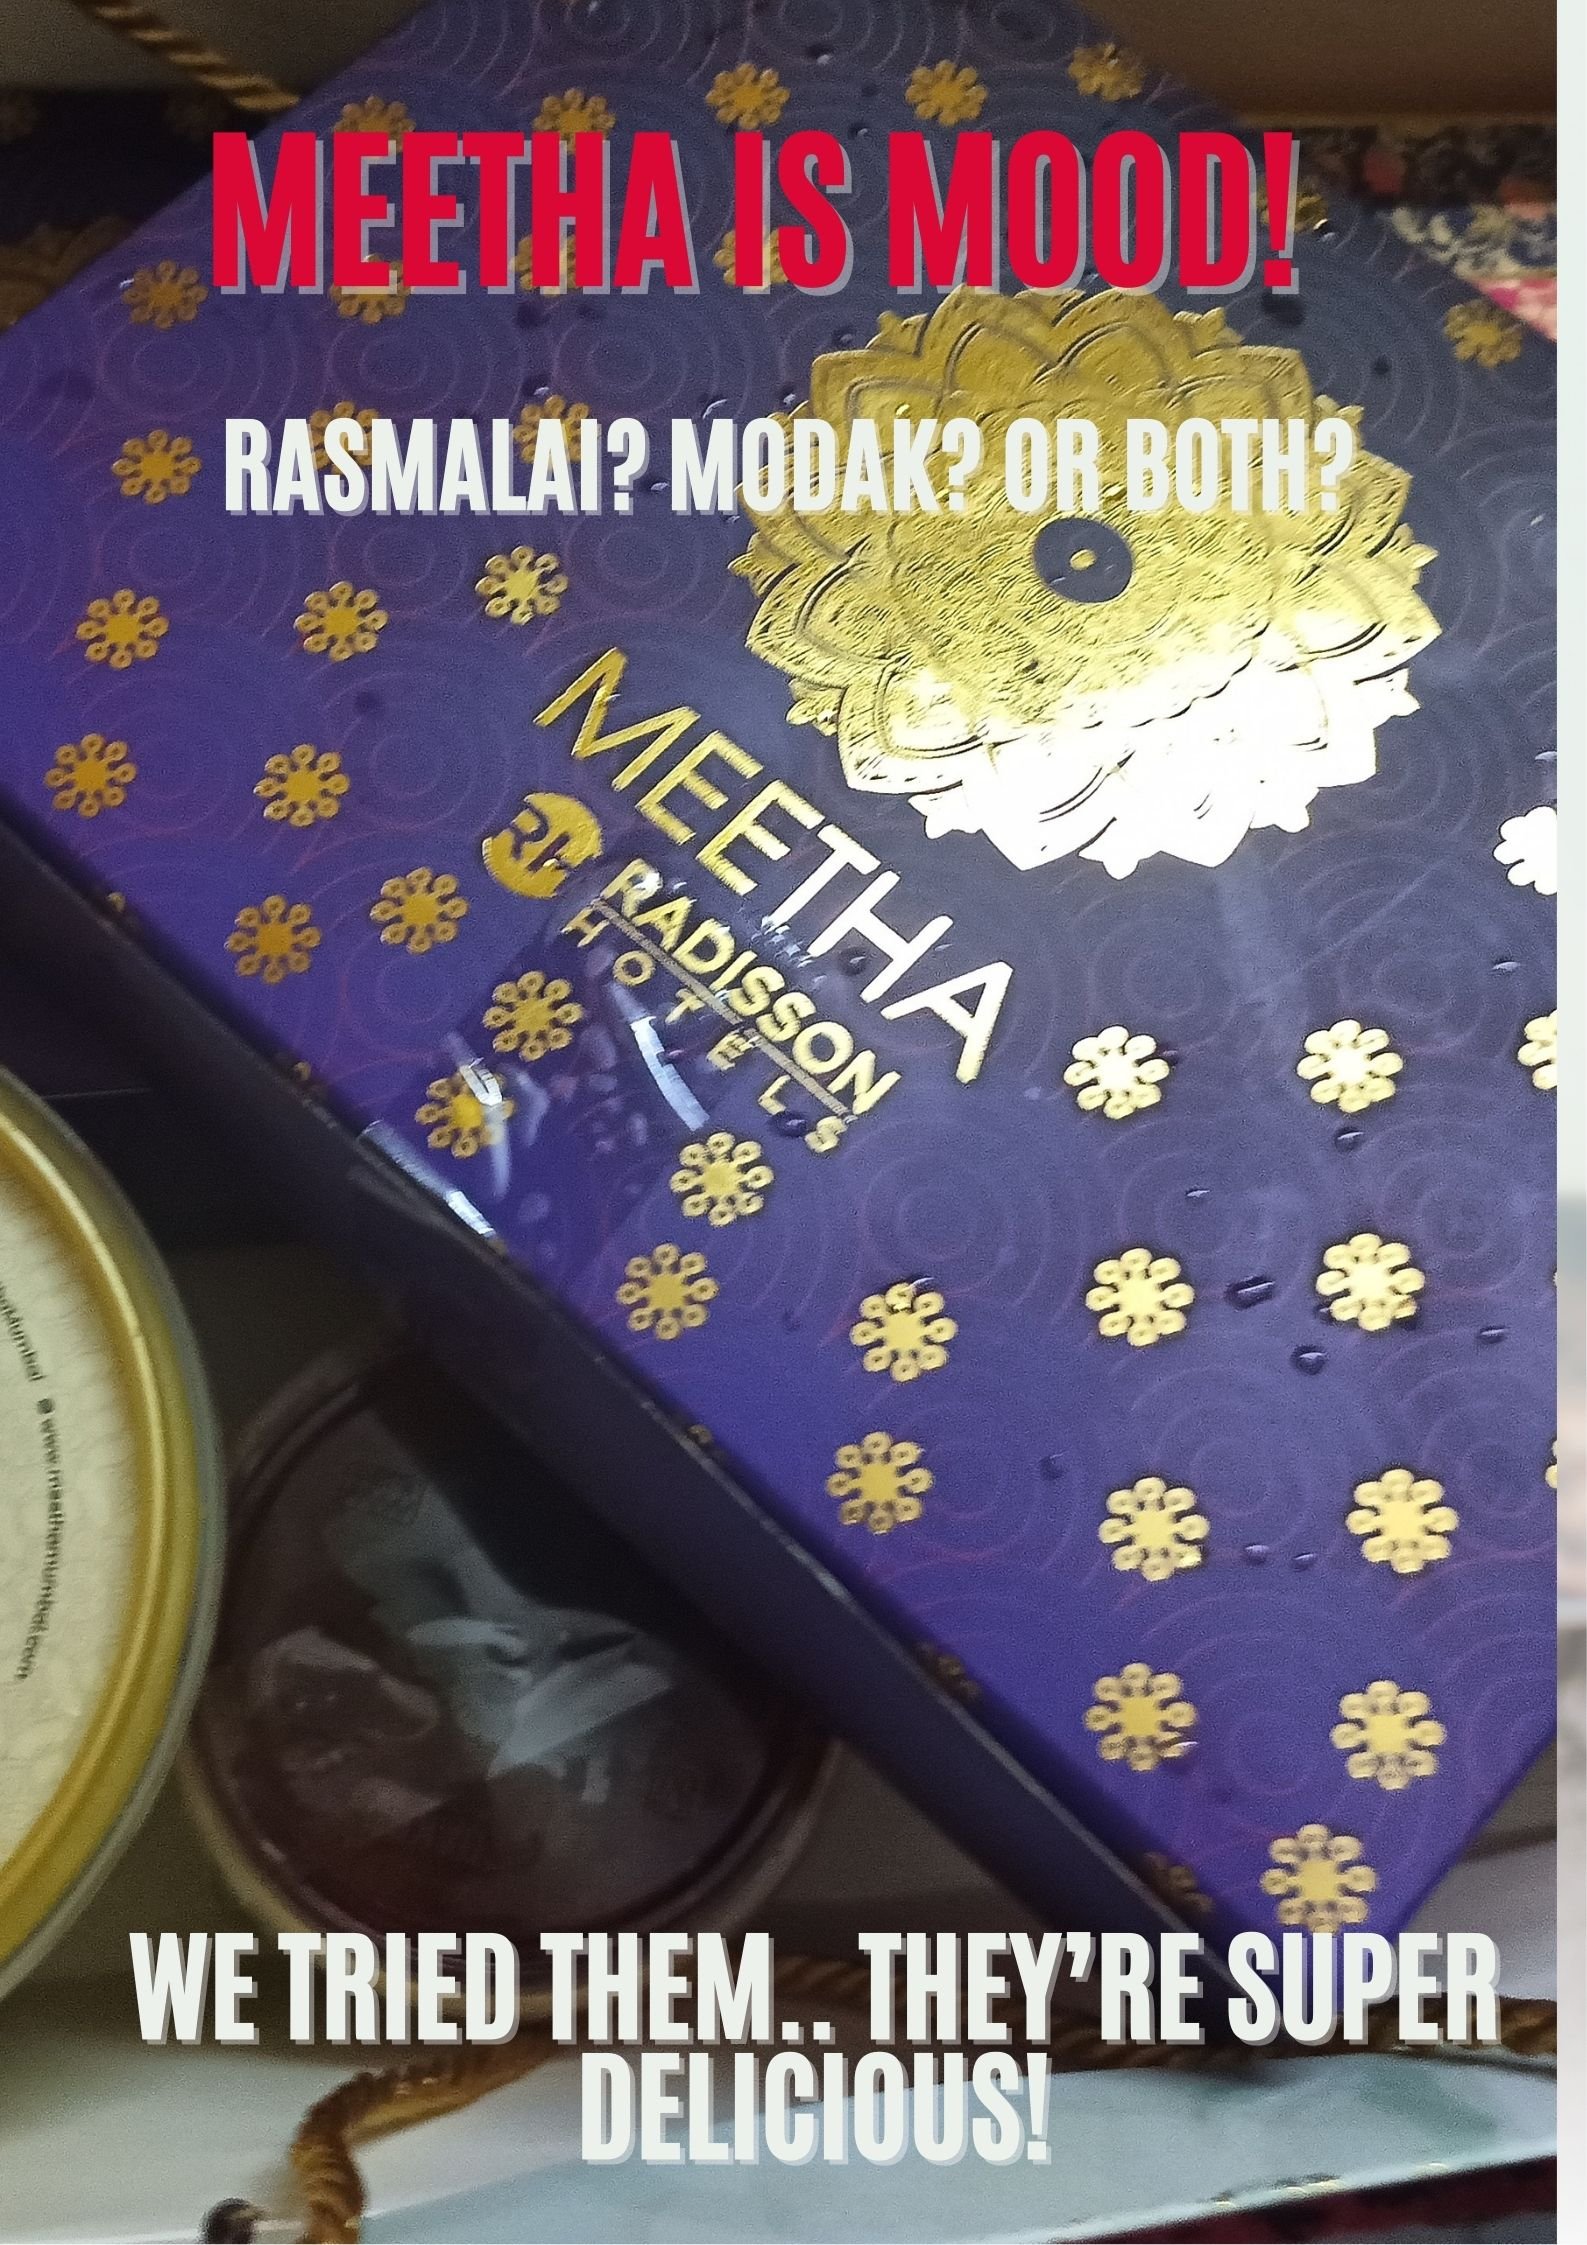 MEETHA IS MOOD!
RASMALAI? MODAK? OR BOTH?
MEETHA
RADISSON
HOTELS
WE TRIED THEM.. THEY'RE SUPER
DELICIOUS!